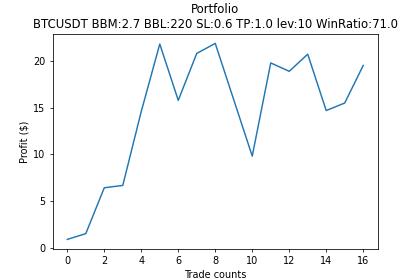 Portfolio
BTCUSDT BBM:2.7 BBL:220 SL:0.6 TP:1.0 lev:10 WinRatio:71.0
20
15
10
5
0
Profit ($)
0 2 4 6 8 10 12 14 16
Trade counts